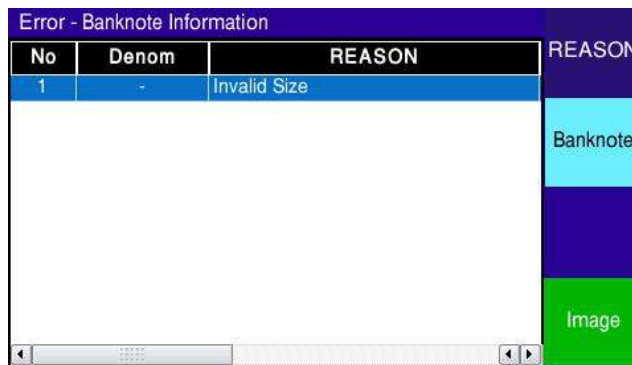 Error - Banknote Information
No Denom REASON
1 - Invalid Size
REASON
Banknote
Image